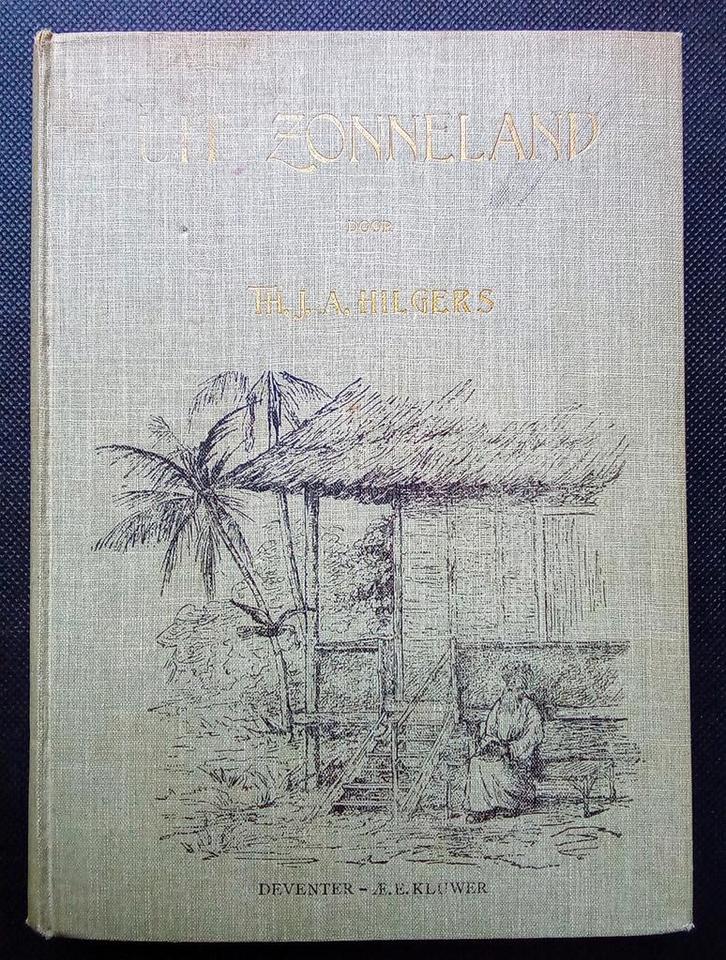 UIT ZONNELAND
DOOR
TH. J. A. HILGERS
DEVENTER – Æ. E. KLUWER